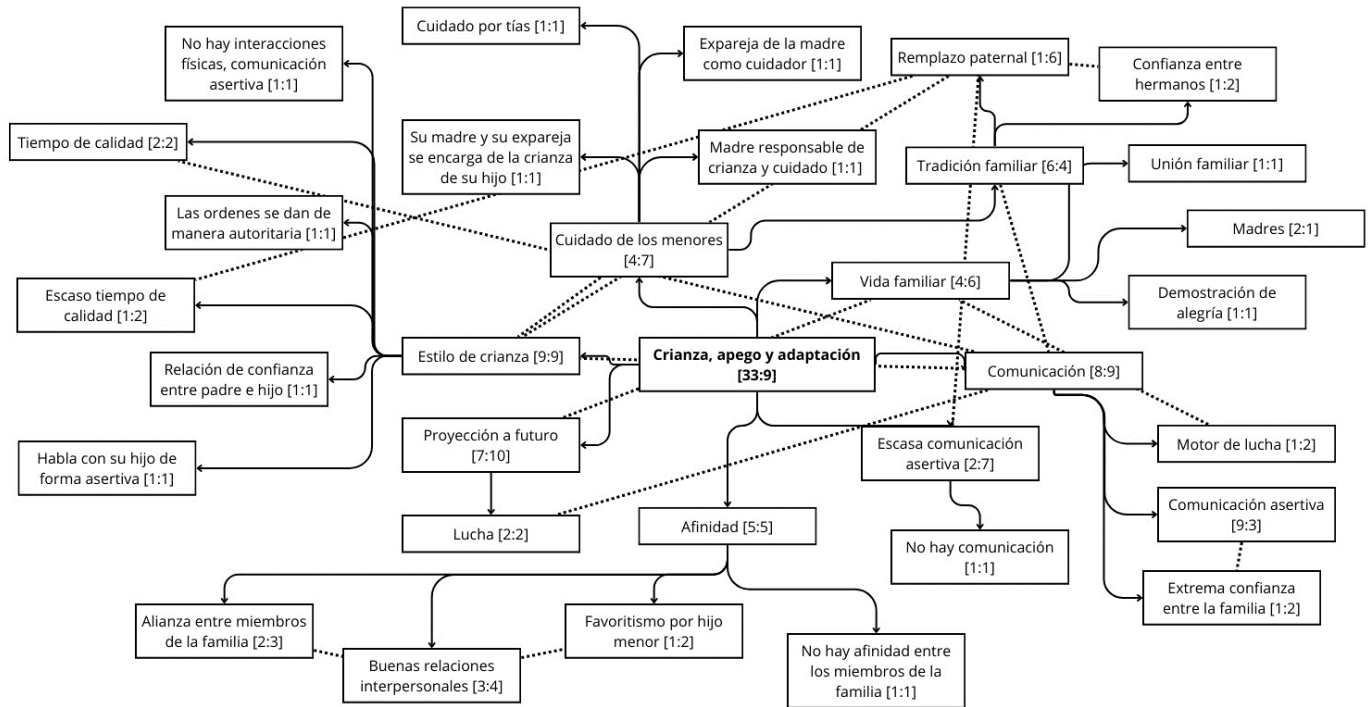 Cuidado por tías [1:1]
No hay interacciones
físicas, comunicación
asertiva [1:1]
Expareja de la madre
como cuidador [1:1]
Remplazo paternal [1:6]
Confianza entre
hermanos [1:2]
Tiempo de calidad [2:2]
Su madre y su expareja
se encarga de la crianza
de su hijo [1:1]
Madre responsable de
crianza y cuidado [1:1]
Tradición familiar [6:4]
Unión familiar [1:1]
Las ordenes se dan de
manera autoritaria [1:1]
Cuidado de los menores
[4:7]
Madres [2:1]
Vida familiar [4:6]
Escaso tiempo de
calidad [1:2]
Demostración de
alegría [1:1]
Estilo de crianza [9:9]
Crianza, apego y adaptación
[33:9]
Comunicación [8:9]
Relación de confianza
entre padre e hijo [1:1]
Proyección a futuro
[7:10]
Escasa comunicación
asertiva [2:7]
Motor de lucha [1:2]
Habla con su hijo de
forma asertiva [1:1]
Comunicación asertiva
[9:3]
Lucha [2:2]
Afinidad [5:5]
No hay comunicación
[1:1]
Extrema confianza
entre la familia [1:2]
Alianza entre miembros
de la familia [2:3]
Favoritismo por hijo
menor [1:2]
Buenas relaciones
interpersonales [3:4]
No hay afinidad entre
los miembros de la
familia [1:1]